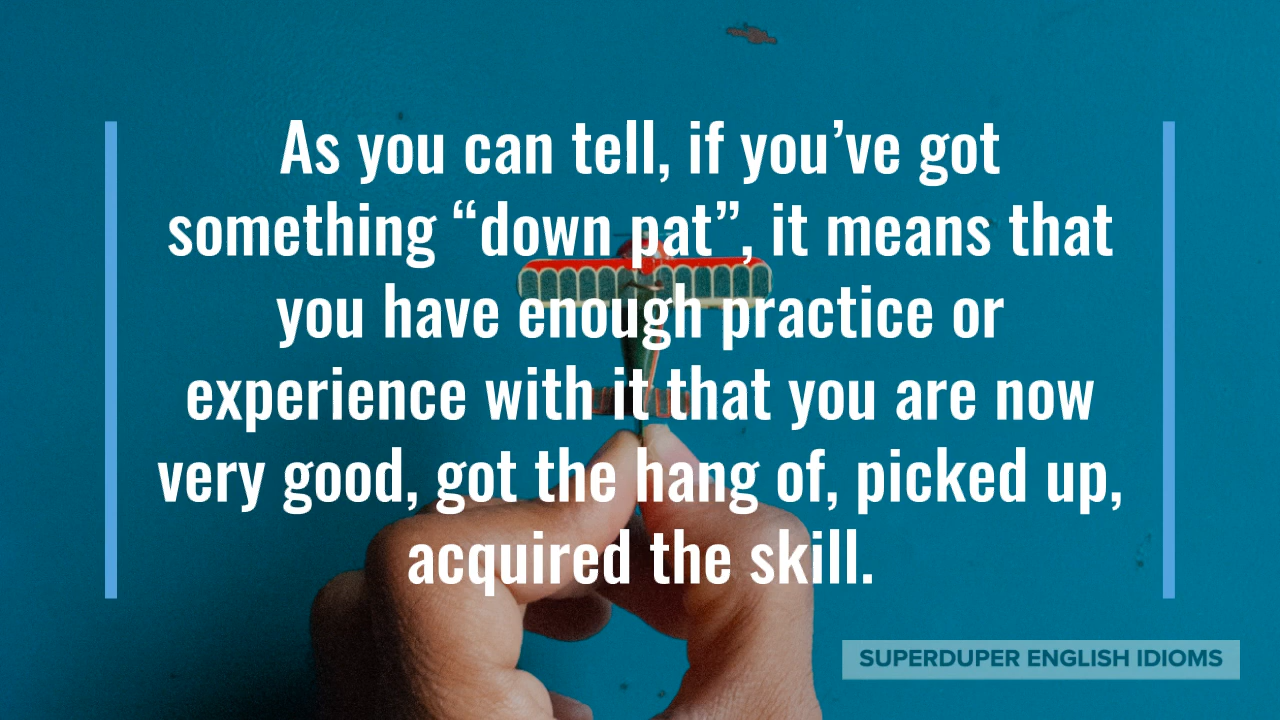 As you can tell, if you’ve got
something “down pat”, it means that
you have enough practice or
experience with it that you are now
very good, got the hang of, picked up,
acquired the skill.
SUPERDUPER ENGLISH IDIOMS